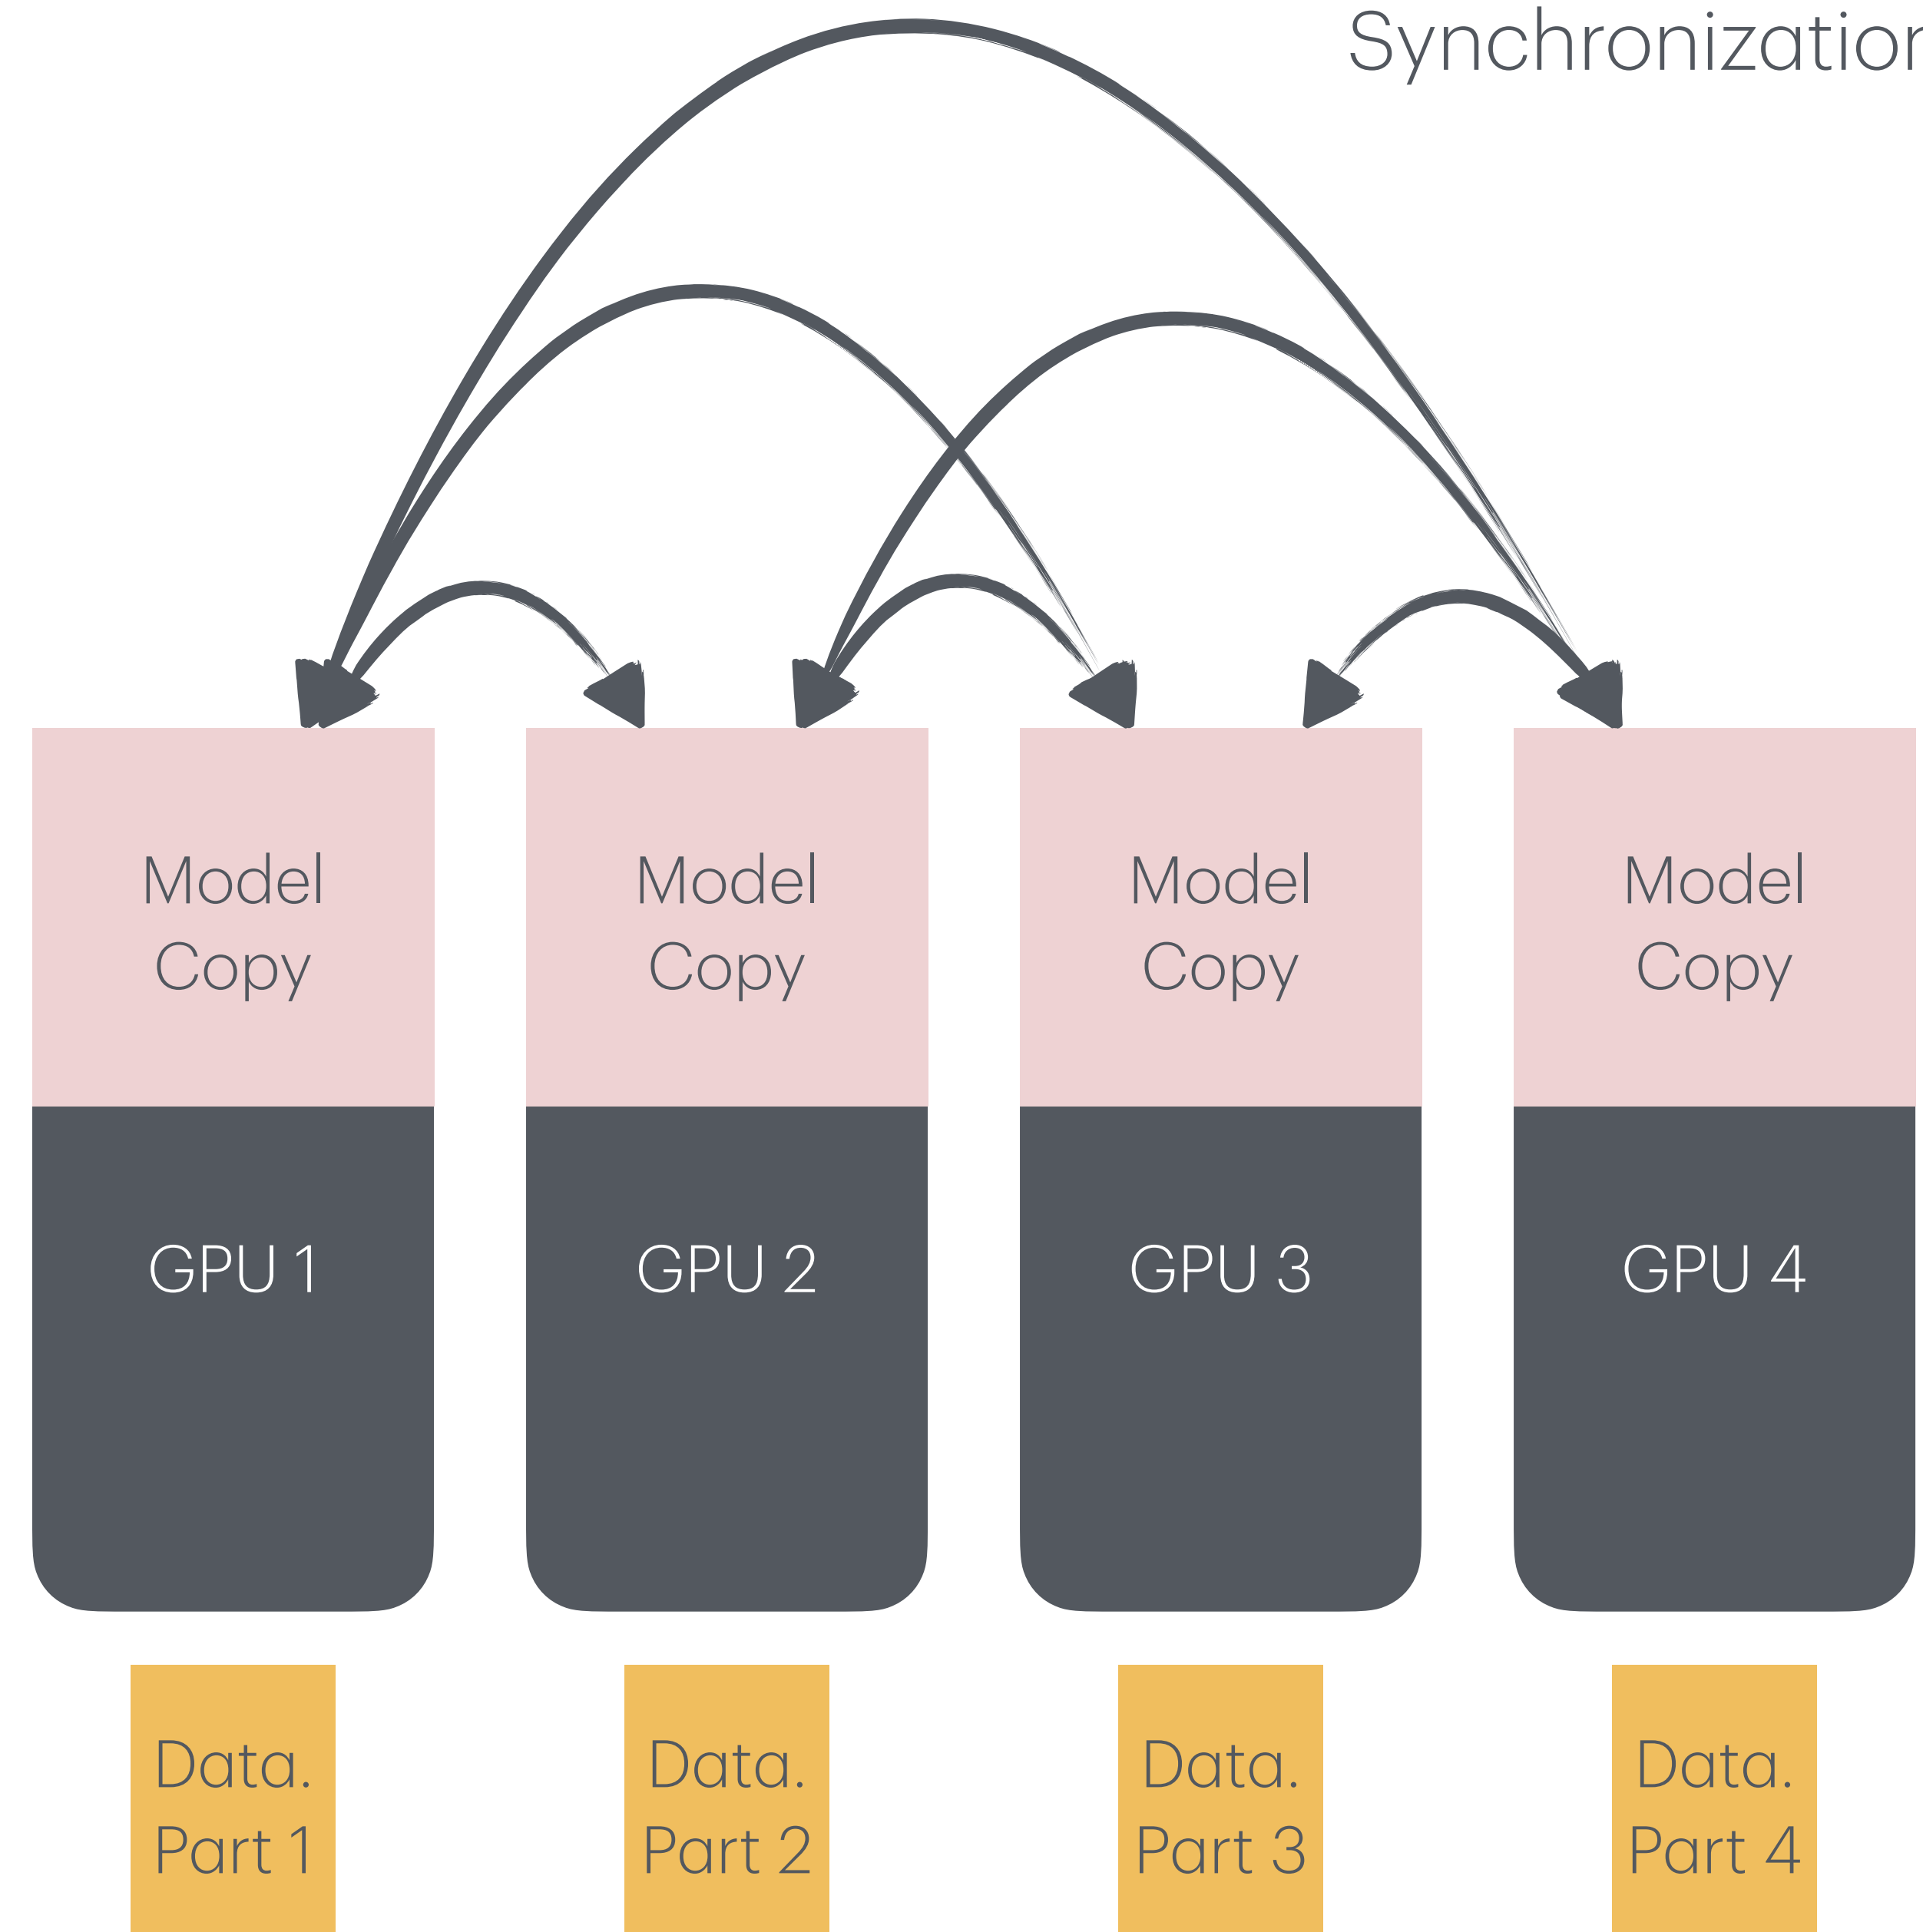 Synchronization
Model
Copy
Model
Copy
Model
Copy
Model
Copy
GPU 1
GPU 2
GPU 3
GPU 4
Data.
Part 1
Data.
Part 2
Data.
Part 3
Data.
Part 4